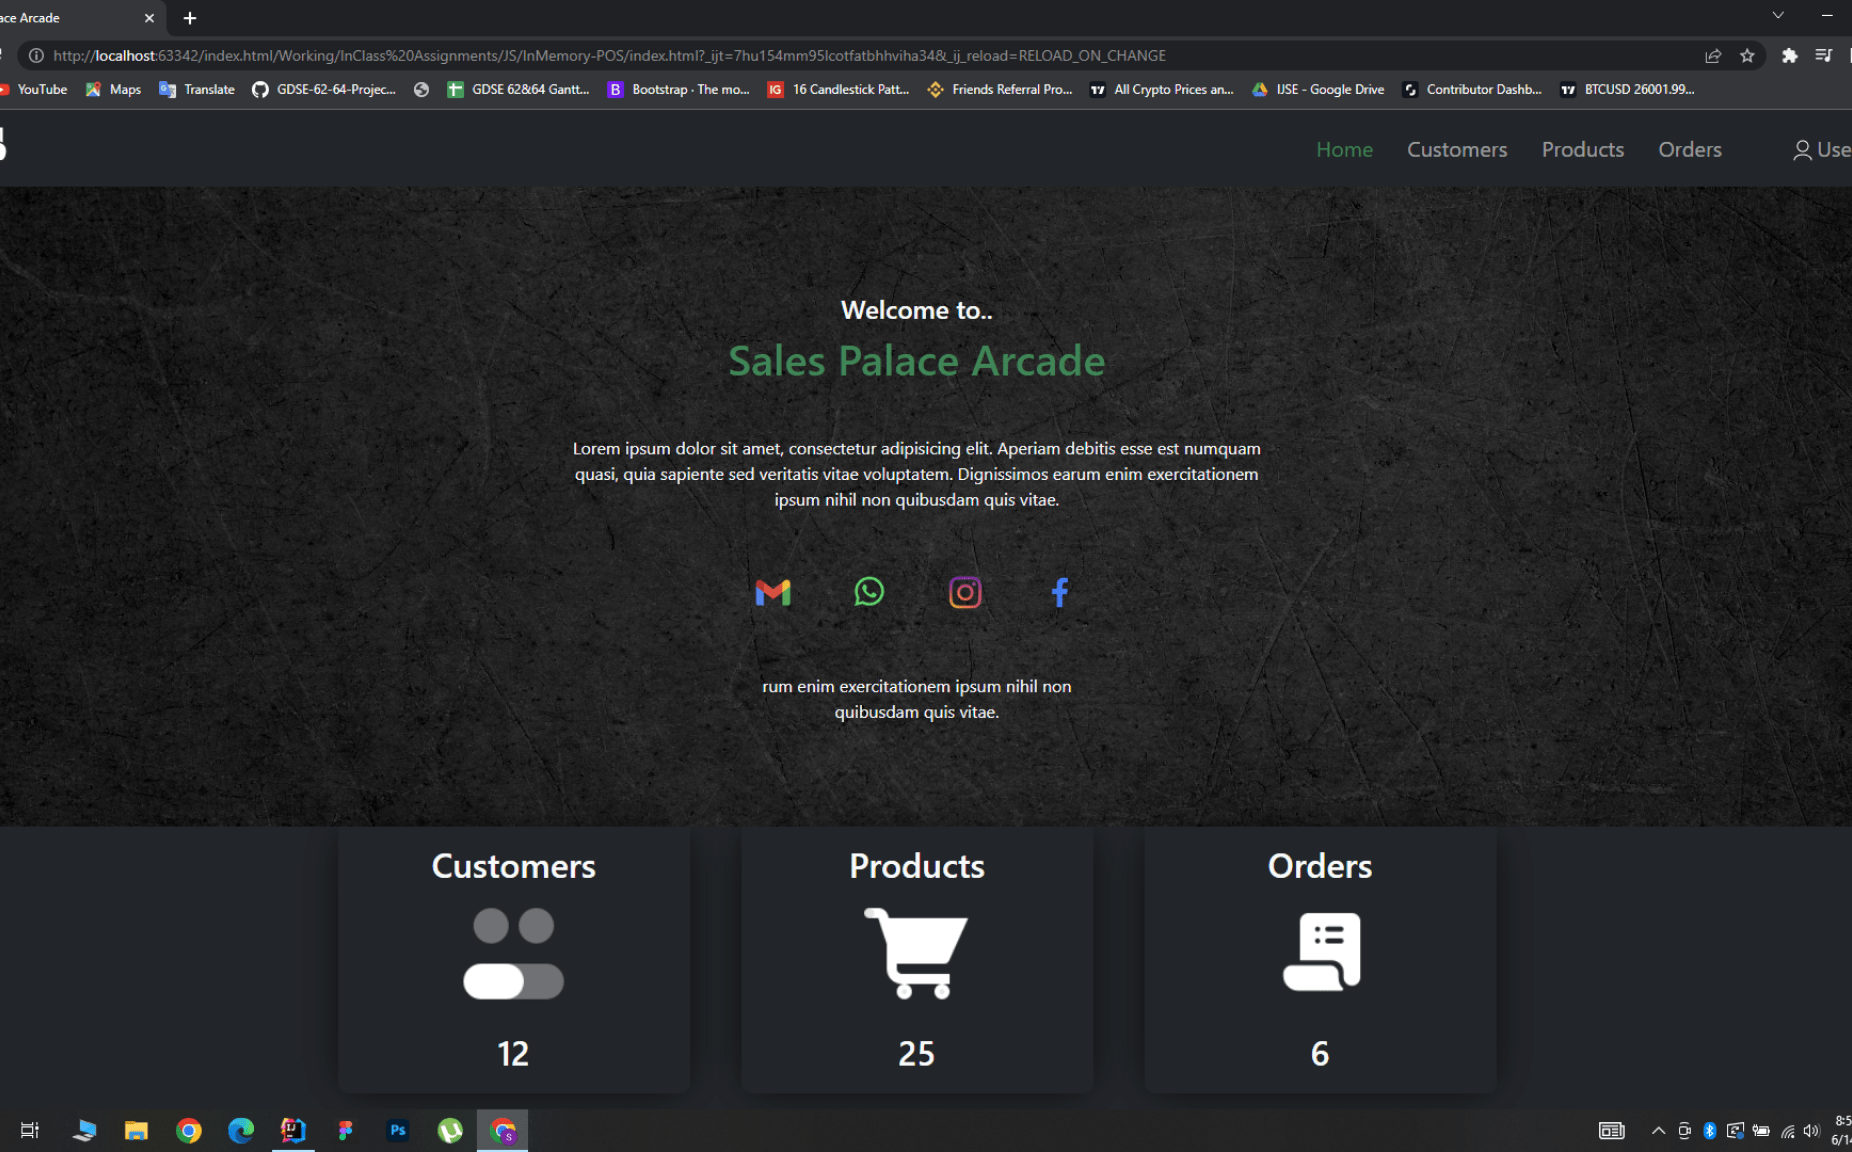 ace Arcade
http://localhost:63342/index.html/Working/InClass%20Assignments/JS/InMemory-POS/index.html?_ijt=7hu154mm95lcotfatbhhviha34&_ij_reload=RELOAD_ON_CHANGE
YouTube Maps Translate GDSE-62-64-Projec... GDSE 62&64 Gantt... B Bootstrap · The mo... IG 16 Candlestick Patt... Friends Referral Pro... All Crypto Prices an... IJSE - Google Drive Contributor Dashb... BTCUSD 26001.99...
S Home Customers Products Orders Use
Welcome to..
Sales Palace Arcade
Lorem ipsum dolor sit amet, consectetur adipisicing elit. Aperiam debitis esse est numquam
quasi, quia sapiente sed veritatis vitae voluptatem. Dignissimos earum enim exercitationem
ipsum nihil non quibusdam quis vitae.
rum enim exercitationem ipsum nihil non
quibusdam quis vitae.
Customers Products Orders
12 25 6
Ps
8:5
6/14